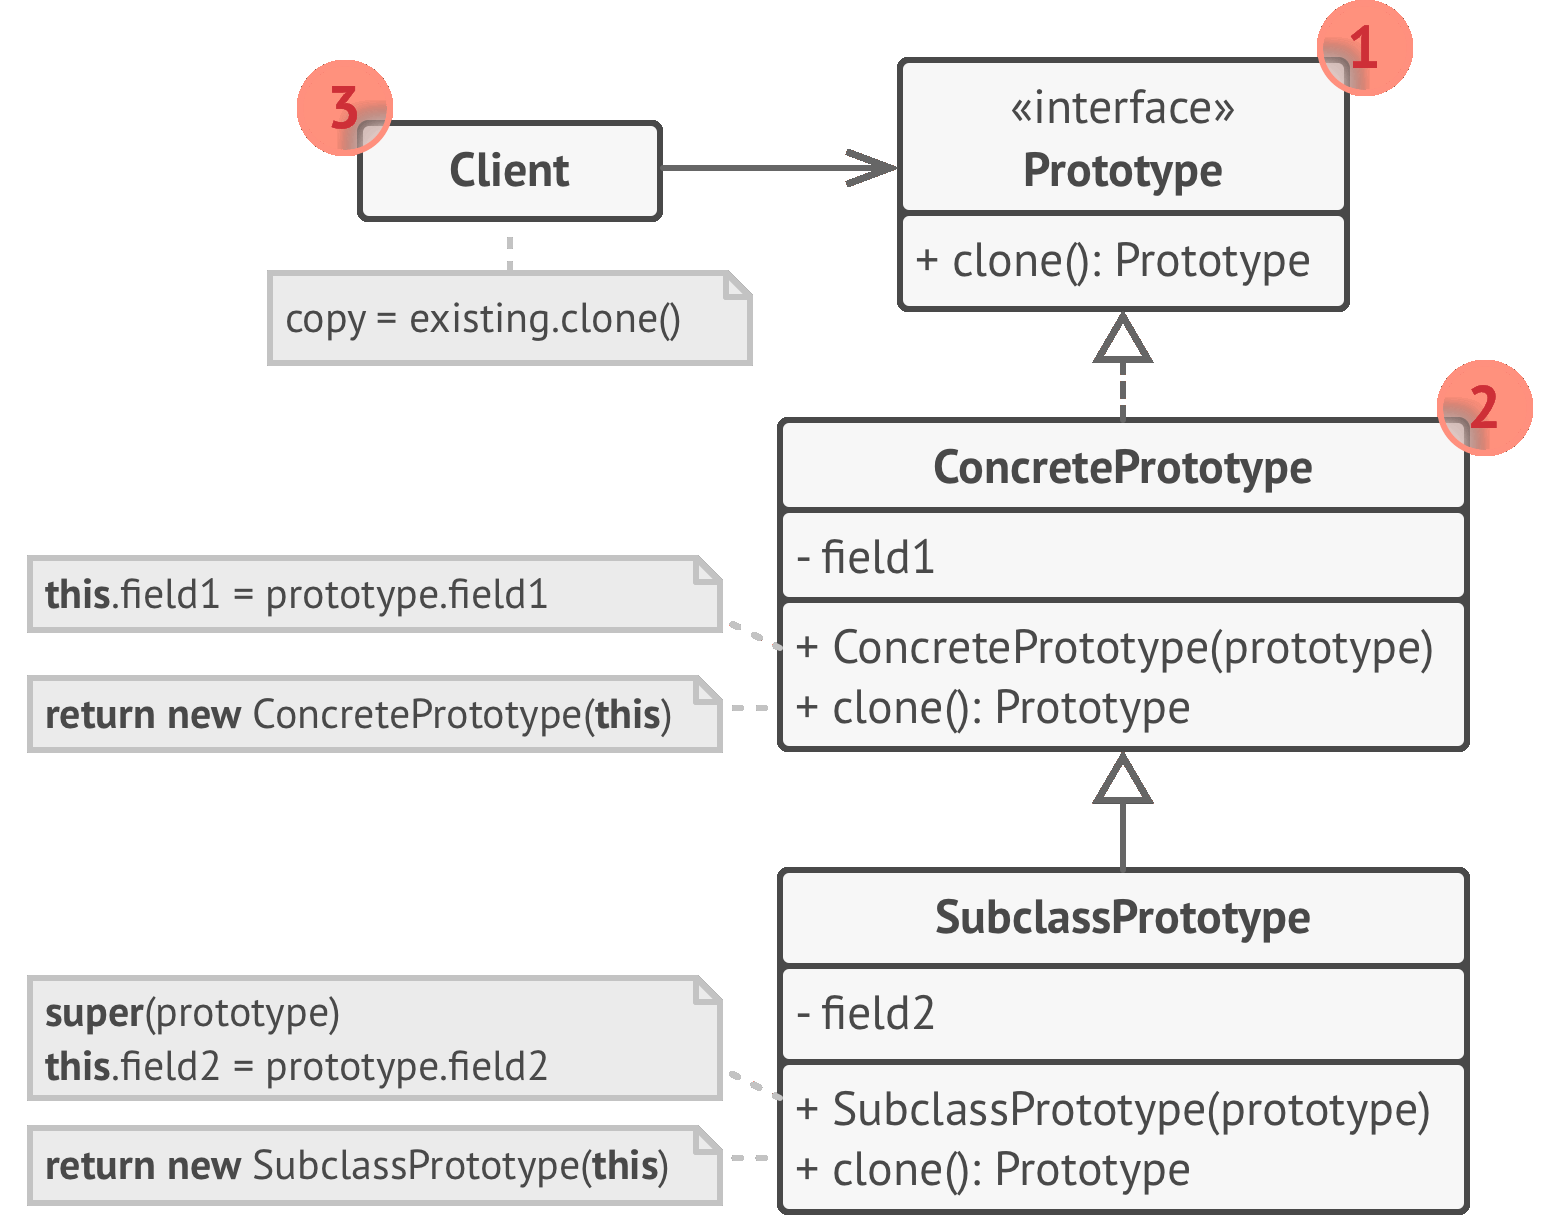 1
«interface»
Prototype
+ clone(): Prototype
3
Client
copy = existing.clone()
2
ConcretePrototype
- field1
+ ConcretePrototype(prototype)
+ clone(): Prototype
this.field1 = prototype.field1
return new ConcretePrototype(this)
SubclassPrototype
- field2
+ SubclassPrototype(prototype)
+ clone(): Prototype
super(prototype)
this.field2 = prototype.field2
return new SubclassPrototype(this)